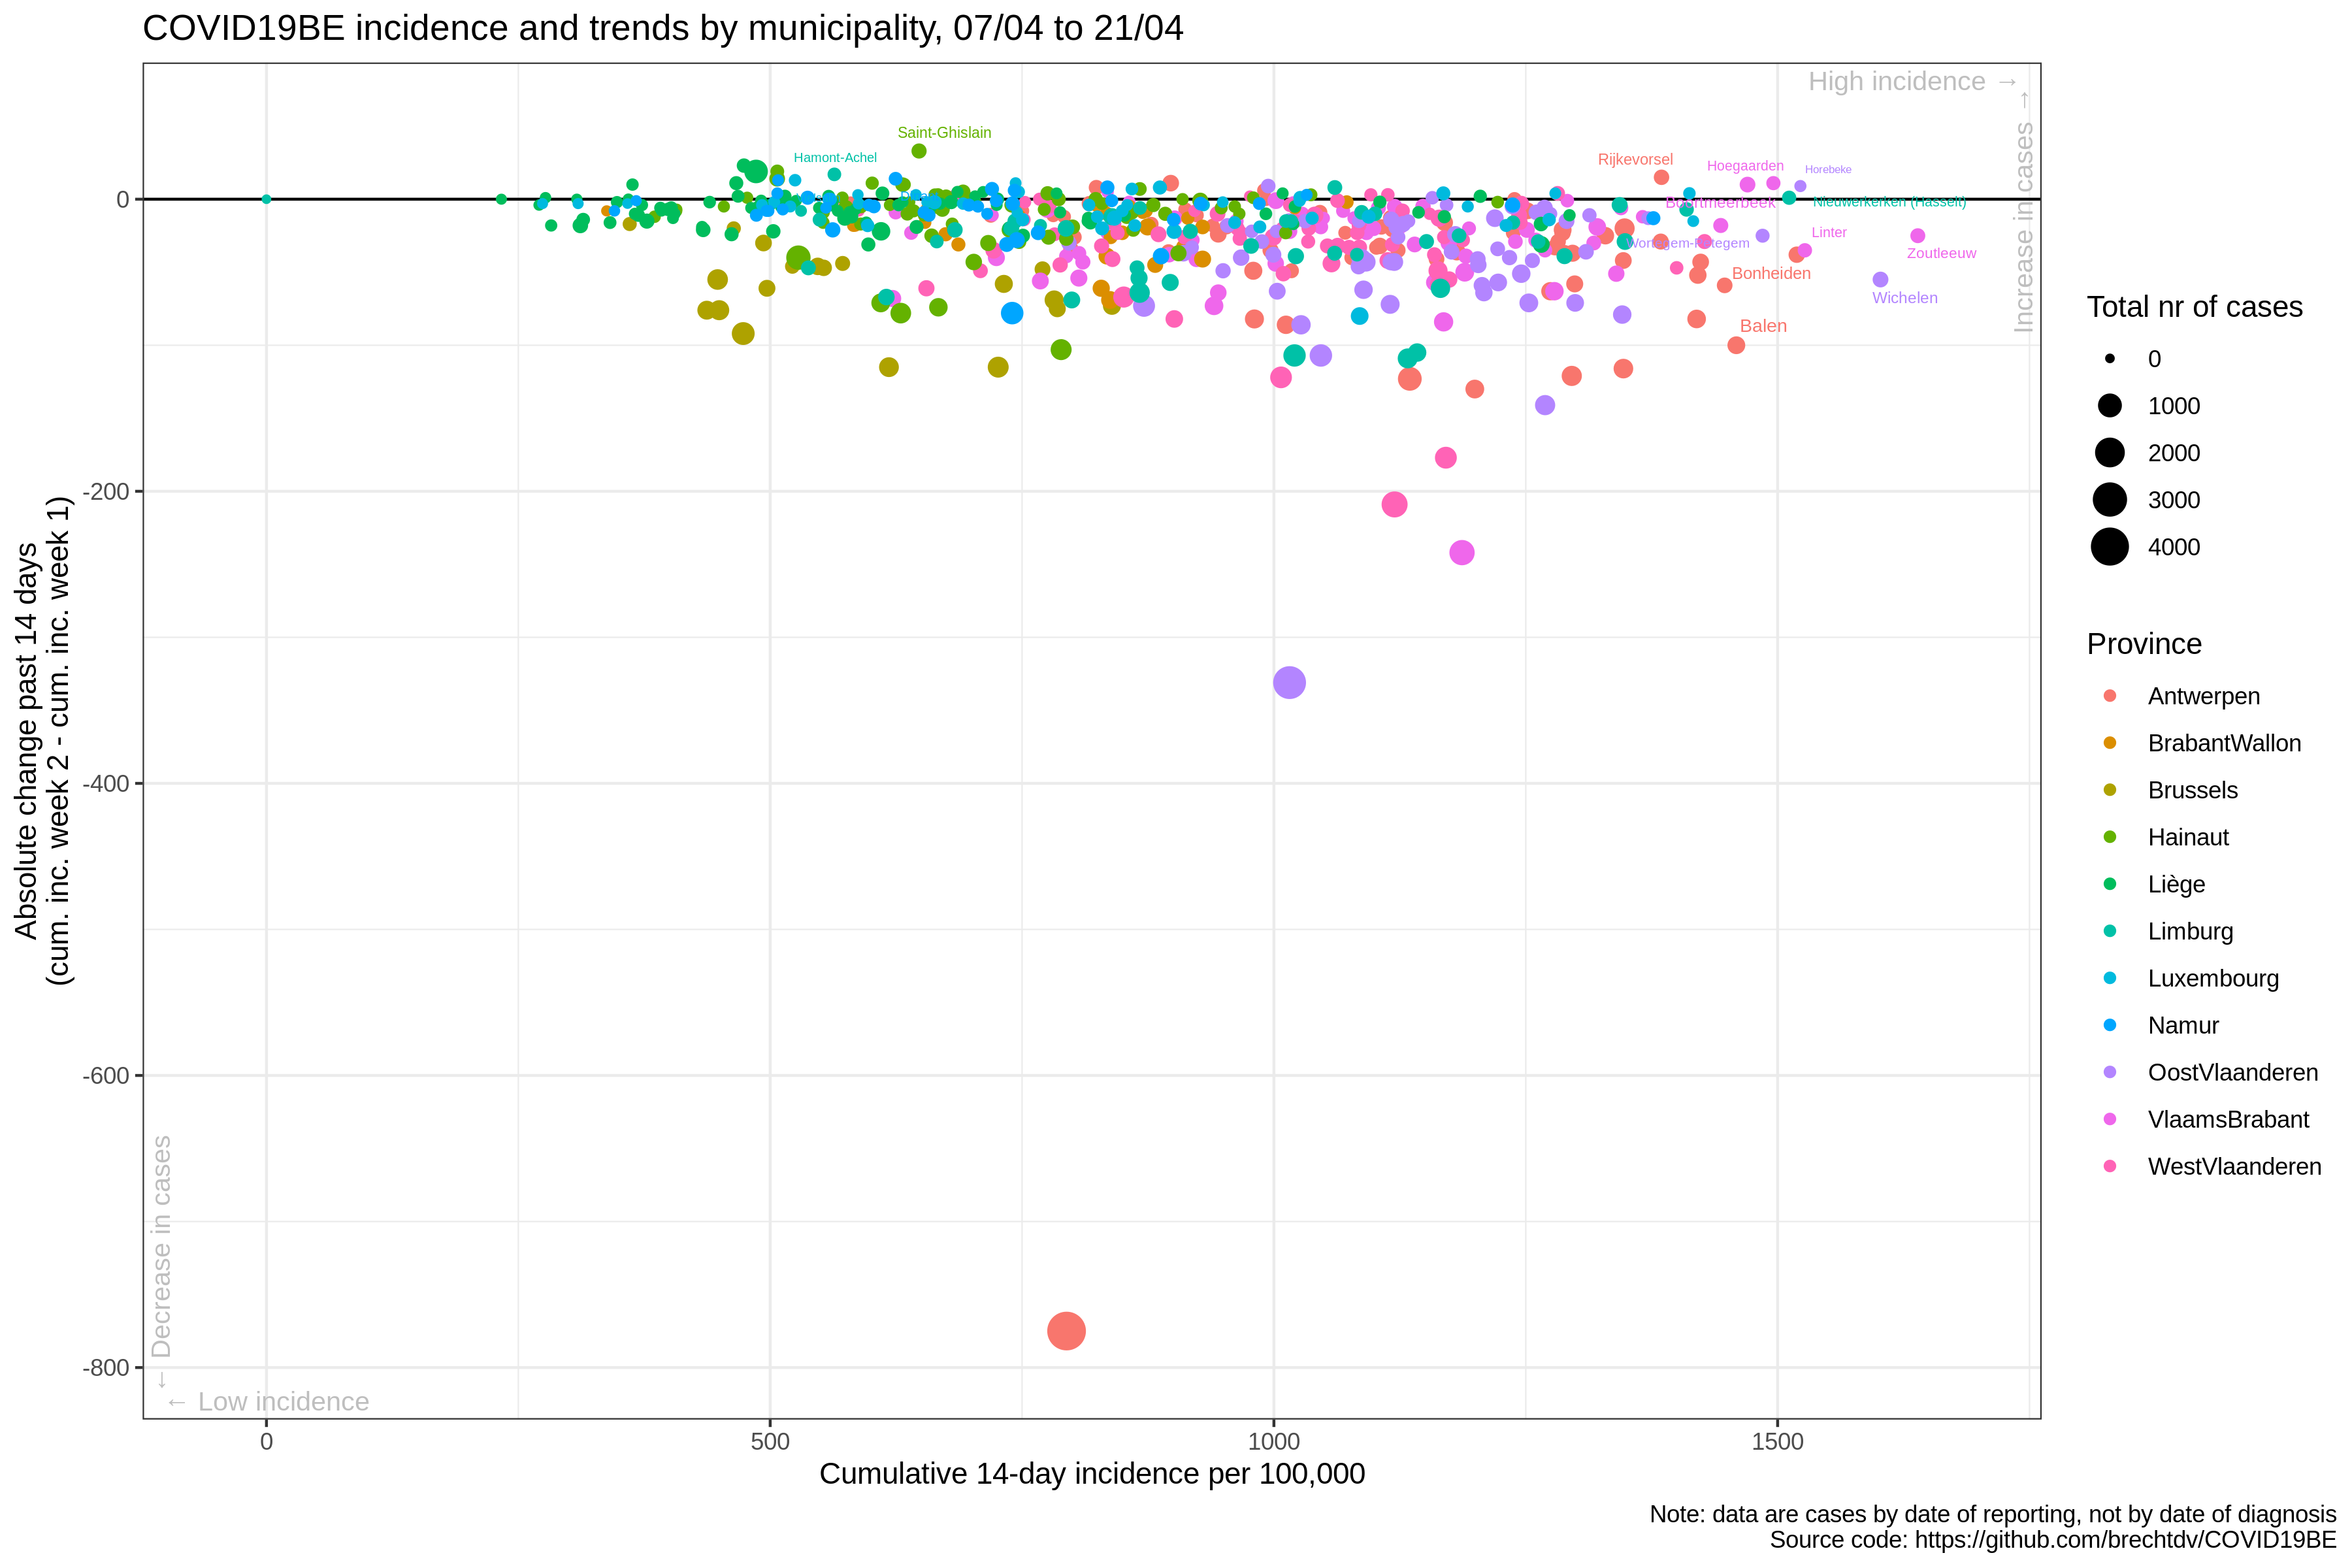 COVID19BE incidence and trends by municipality, 07/04 to 21/04
High incidence →
Increase in cases →
Saint-Ghislain
Hamont-Achel
Rijkevorsel
Hoegaarden
Horebeke
Boortmeerbeek
Nieuwerkerken (Hasselt)
Linter
Wortegem-Petegem
Zoutleeuw
Bonheiden
Wichelen
Balen
0
-200
-400
-600
-800
Absolute change past 14 days
(cum. inc. week 2 - cum. inc. week 1)
← Decrease in cases
← Low incidence
0
500
1000
1500
Cumulative 14-day incidence per 100,000
Total nr of cases
0
1000
2000
3000
4000
Province
Antwerpen
BrabantWallon
Brussels
Hainaut
Liège
Limburg
Luxembourg
Namur
OostVlaanderen
VlaamsBrabant
WestVlaanderen
Note: data are cases by date of reporting, not by date of diagnosis
Source code: https://github.com/brechtdv/COVID19BE